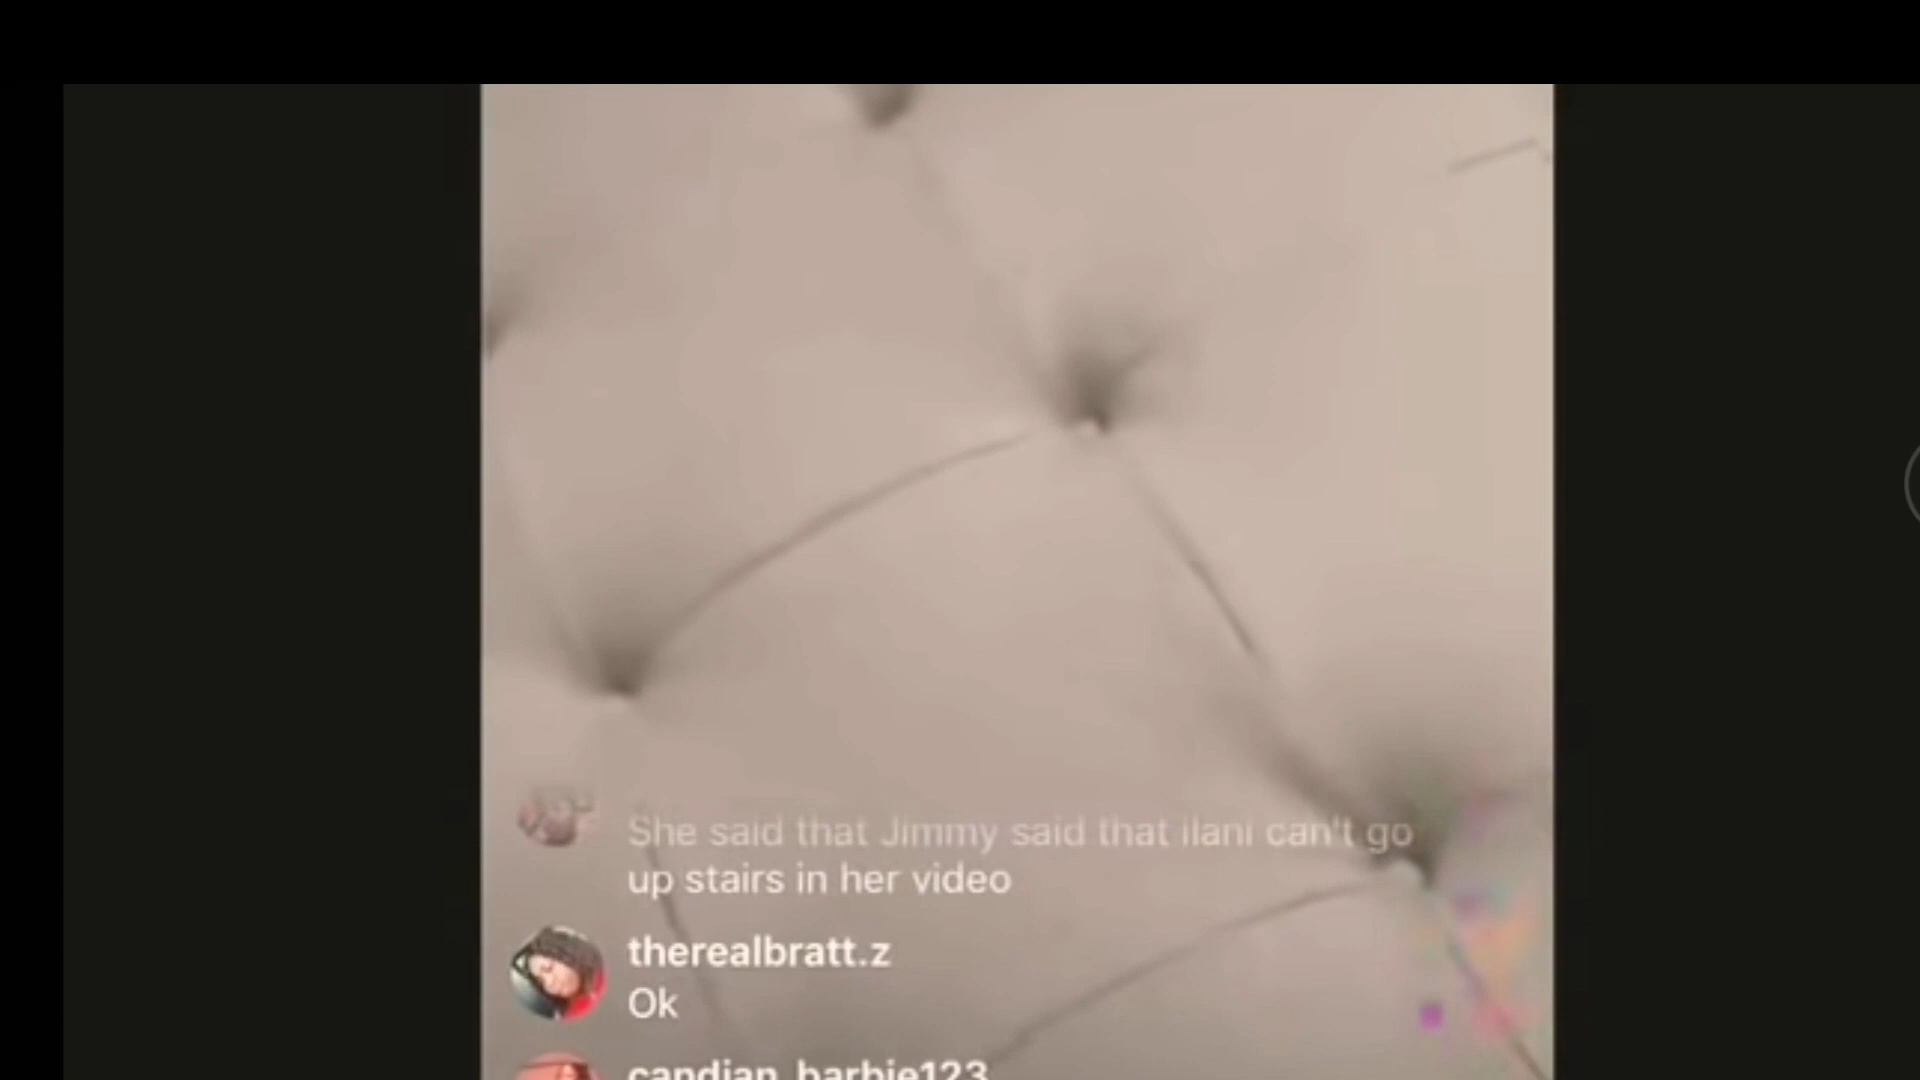 She said that Jimmy said that ilani can't go
up stairs in her video
therealbratt.z
Ok
candian_barbie123